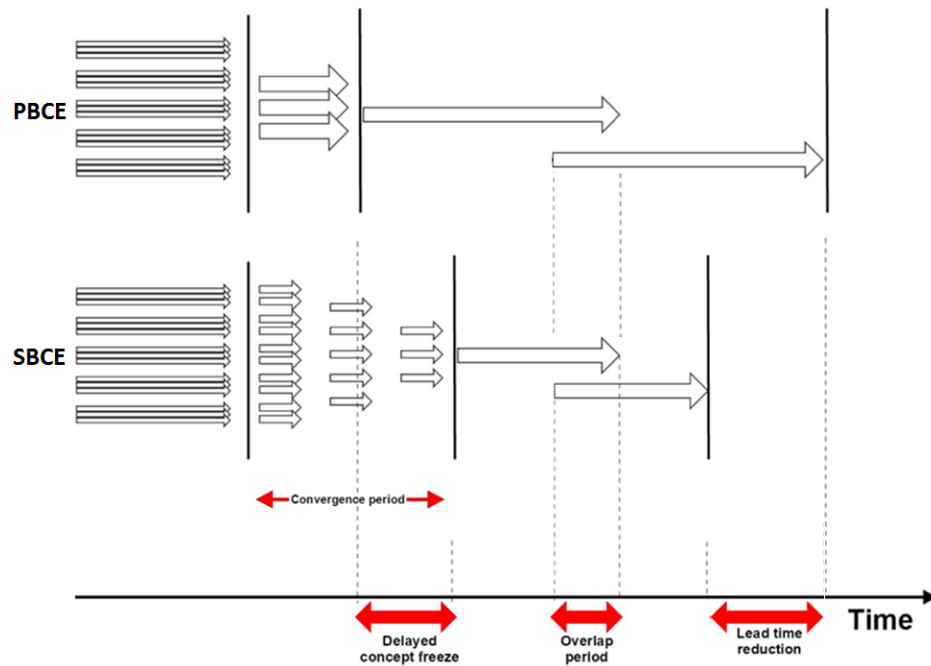 PBCE
SBCE
Convergence period
Time
Delayed
concept freeze
Overlap
period
Lead time
reduction